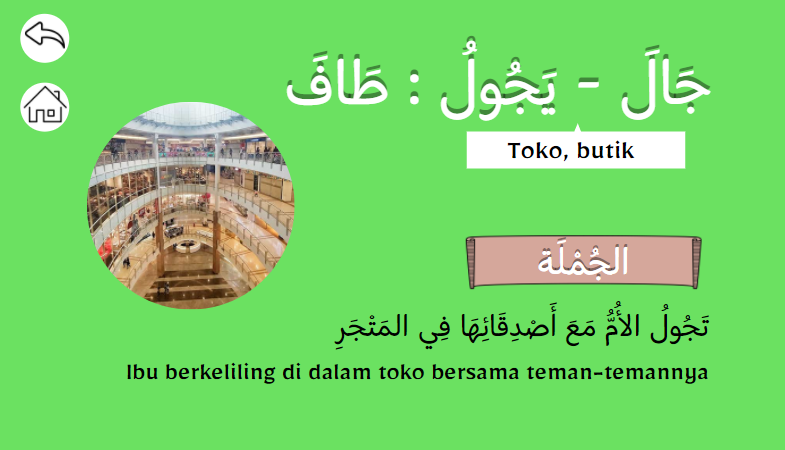 جَالَ - يَجُولُ : طَافَ
Toko, butik
الجُمْلَة
تَجُولُ الأُمُّ مَعَ أَصْدِقَائِهَا فِي المَتْجَرِ
Ibu berkeliling di dalam toko bersama teman-temannya